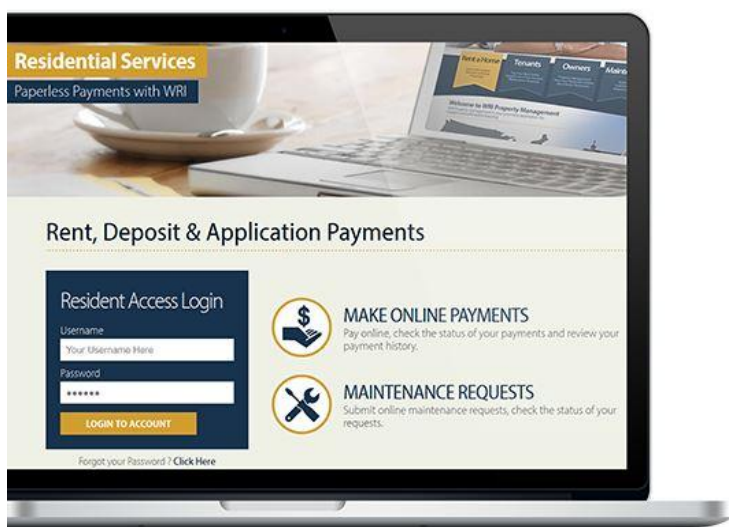 Residential Services
Paperless Payments with WRI
Rent a Home
Tenants
Owners
Welcome to WRI Property Management
Rent, Deposit & Application Payments
Resident Access Login
Username
Your Username Here
Password
******
LOGIN TO ACCOUNT
Forgot your Password ? Click Here
MAKE ONLINE PAYMENTS
Pay online, check the status of your payments and review your
payment history.
MAINTENANCE REQUESTS
Submit online maintenance requests, check the status of your
requests.